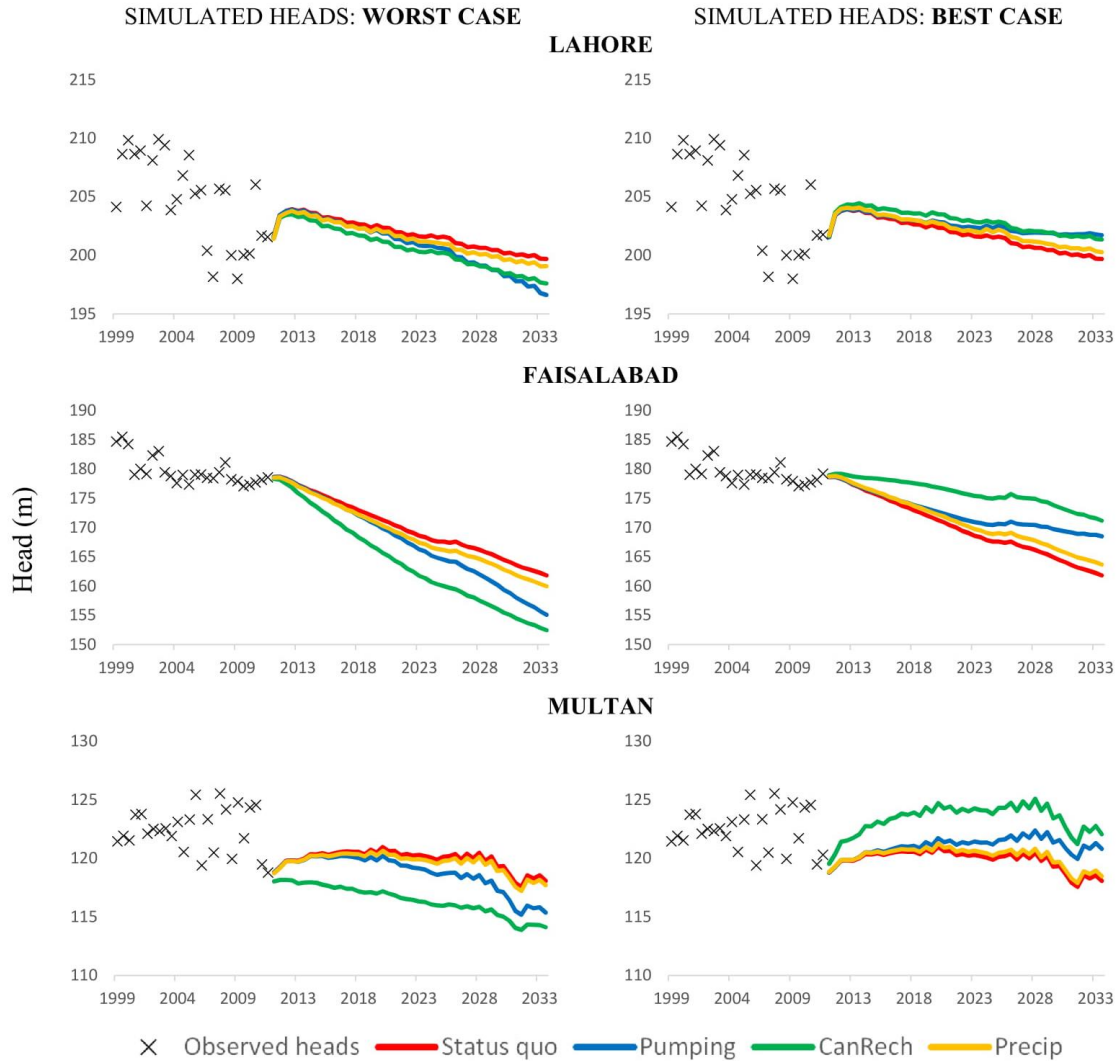 SIMULATED HEADS: WORST CASE
SIMULATED HEADS: BEST CASE
LAHORE
215
210
205
200
195
1999 2004 2009 2013 2018 2023 2028 2033
215
210
205
200
195
1999 2004 2009 2013 2018 2023 2028 2033
FAISALABAD
Head (m)
190
185
180
175
170
165
160
155
150
1999 2004 2009 2013 2018 2023 2028 2033
190
185
180
175
170
165
160
155
150
1999 2004 2009 2013 2018 2023 2028 2033
MULTAN
130
125
120
115
110
1999 2004 2009 2013 2018 2023 2028 2033
130
125
120
115
110
1999 2004 2009 2013 2018 2023 2028 2033
Observed heads Status quo Pumping CanRech Precip